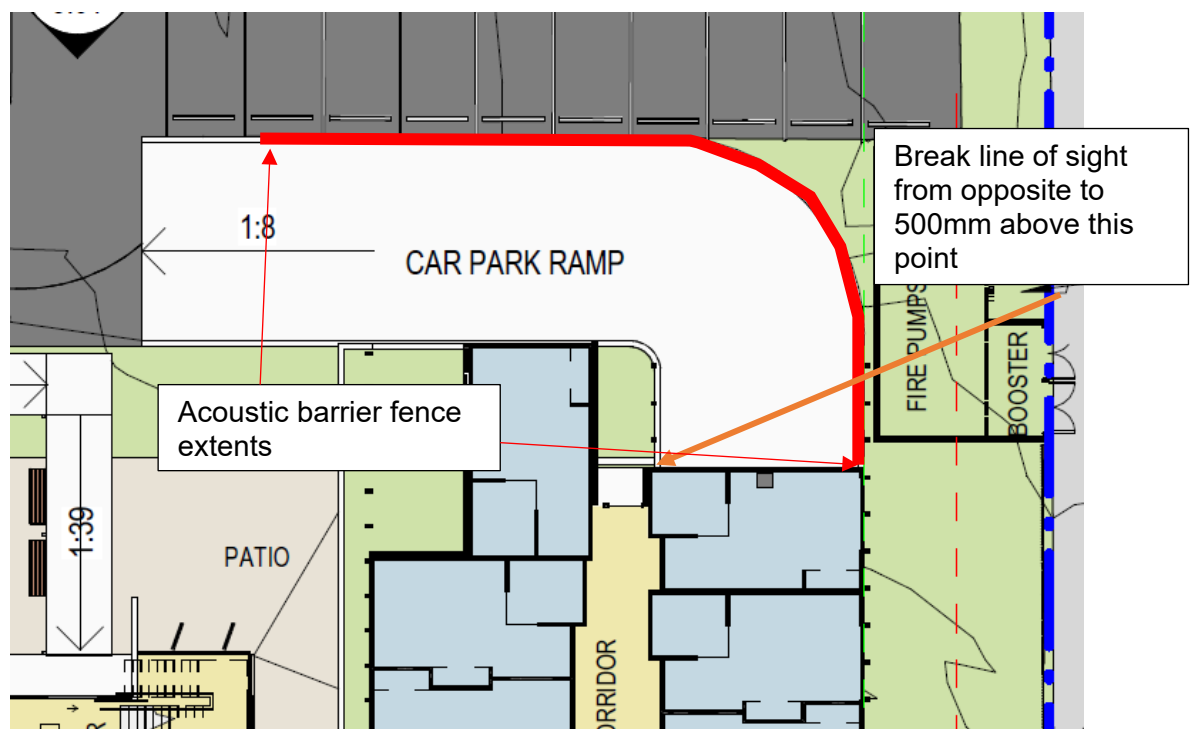 Break line of sight
from opposite to
500mm above this
point
1:8
CAR PARK RAMP
FIRE PUMPS
BOOSTER
Acoustic barrier fence
extents
1:39
PATIO